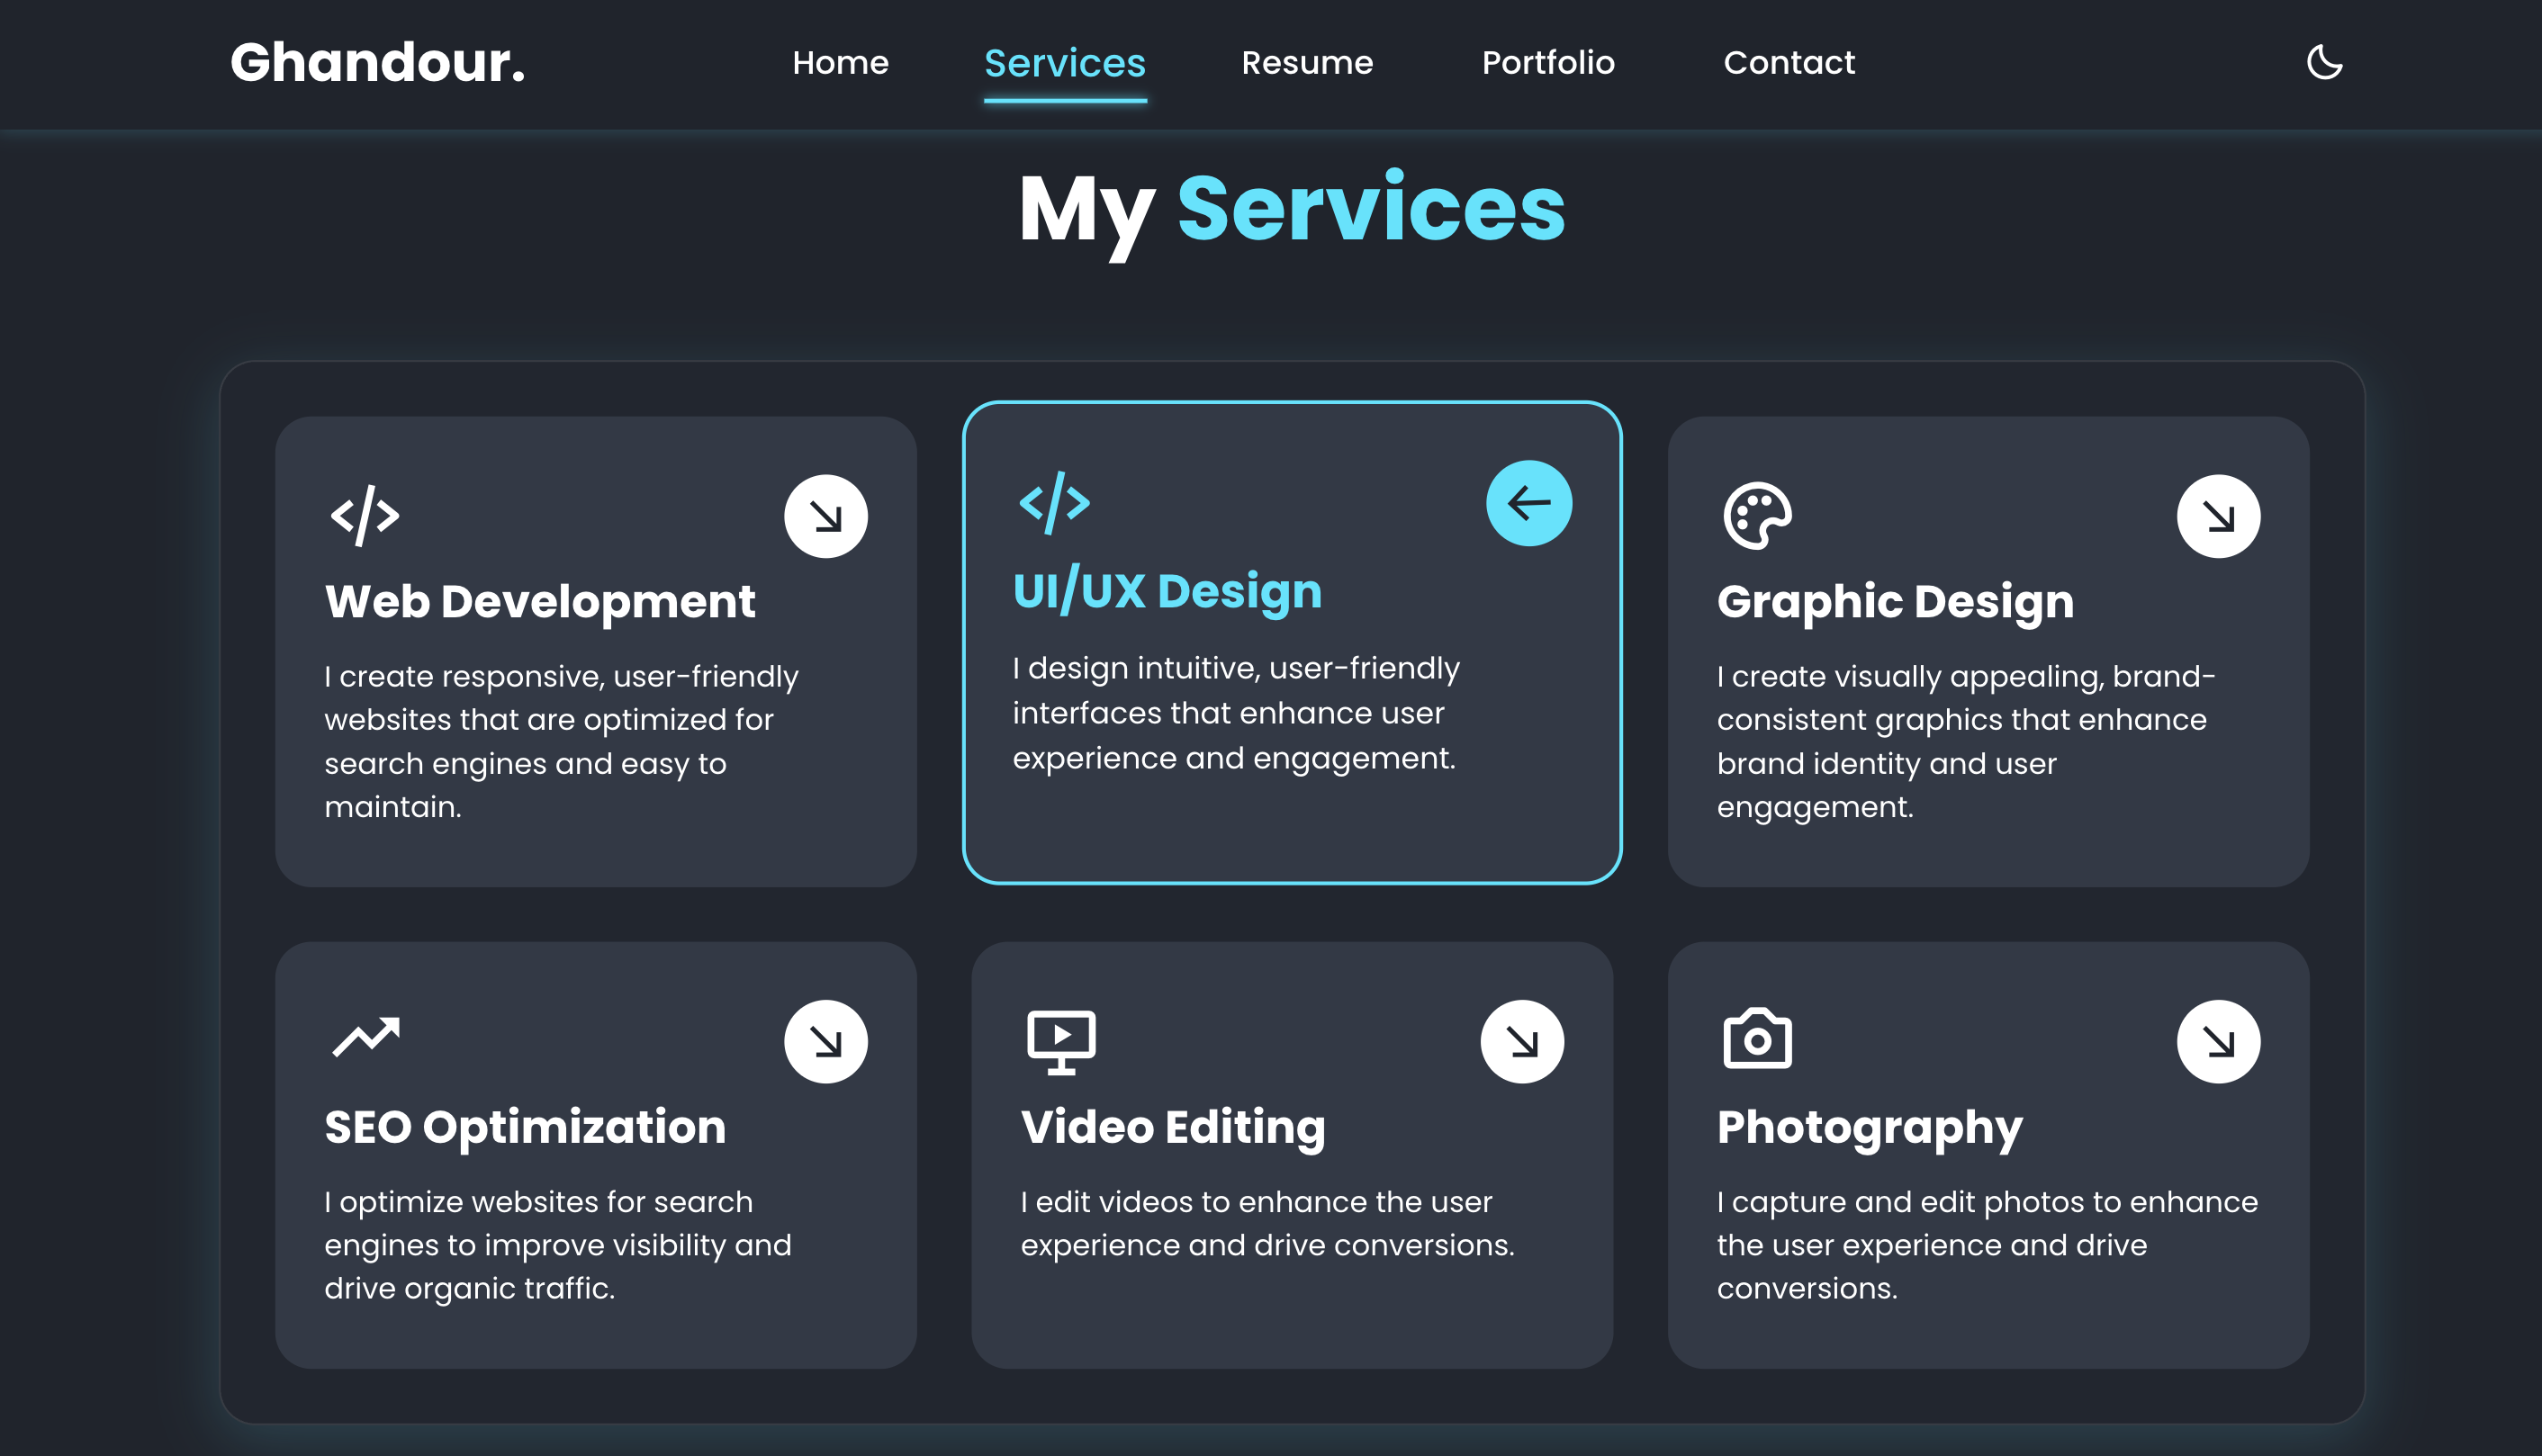 Ghandour.
Home
Services
Resume
Portfolio
Contact
My Services
Web Development
I create responsive, user-friendly
websites that are optimized for
search engines and easy to
maintain.
UI/UX Design
I design intuitive, user-friendly
interfaces that enhance user
experience and engagement.
Graphic Design
I create visually appealing, brand-
consistent graphics that enhance
brand identity and user
engagement.
SEO Optimization
I optimize websites for search
engines to improve visibility and
drive organic traffic.
Video Editing
I edit videos to enhance the user
experience and drive conversions.
Photography
I capture and edit photos to enhance
the user experience and drive
conversions.